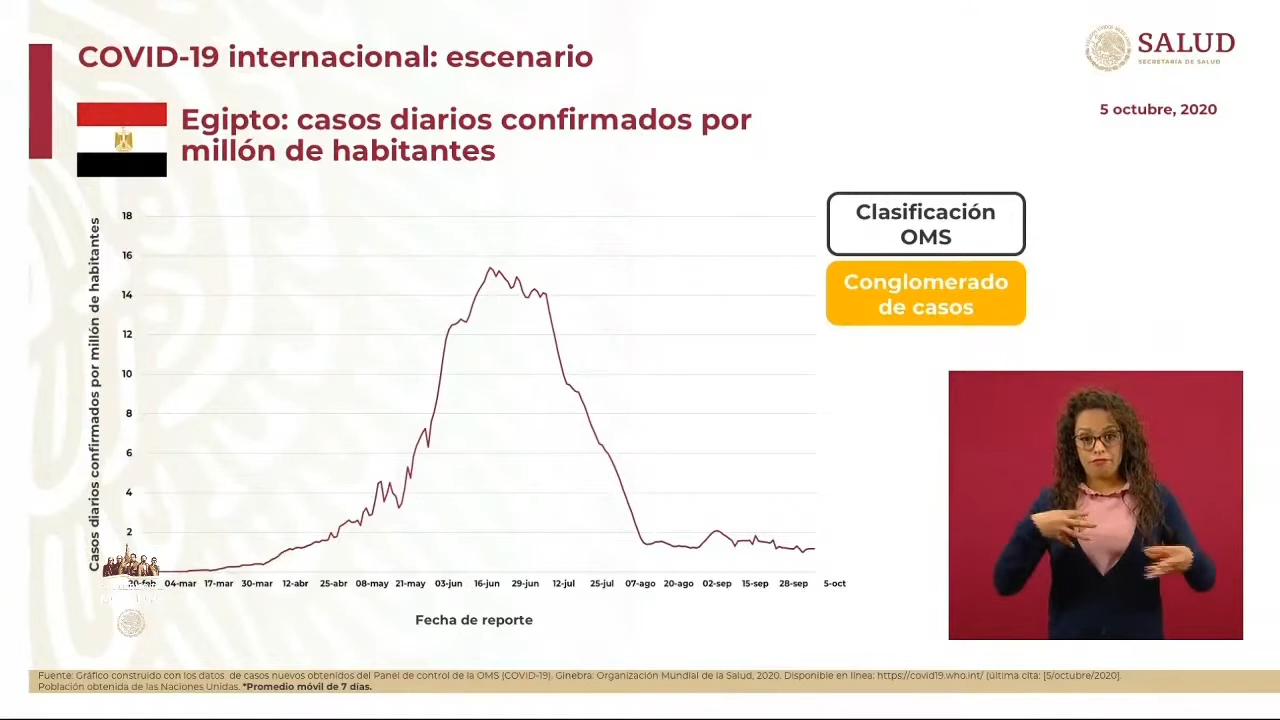 COVID-19 internacional: escenario
SALUD
SECRETARÍA DE SALUD
5 octubre, 2020
Egipto: casos diarios confirmados por
millón de habitantes
Clasificación
OMS
Conglomerado
de casos
Casos diarios confirmados por millón de habitantes
18
16
14
12
10
8
6
4
2
20-feb 04-mar 17-mar 30-mar 12-abr 25-abr 08-may 21-may 03-jun 16-jun 29-jun 12-jul 25-jul 07-ago 20-ago 02-sep 15-sep 28-sep 5-oct
Fecha de reporte
Fuente: Gráfico construido con los datos de casos nuevos obtenidos del Panel de control de la OMS (COVID-19). Ginebra: Organización Mundial de la Salud, 2020. Disponible en línea: https://covid19.who.int/ (última cita: [5/octubre/2020].
Población obtenida de las Naciones Unidas. *Promedio móvil de 7 días.